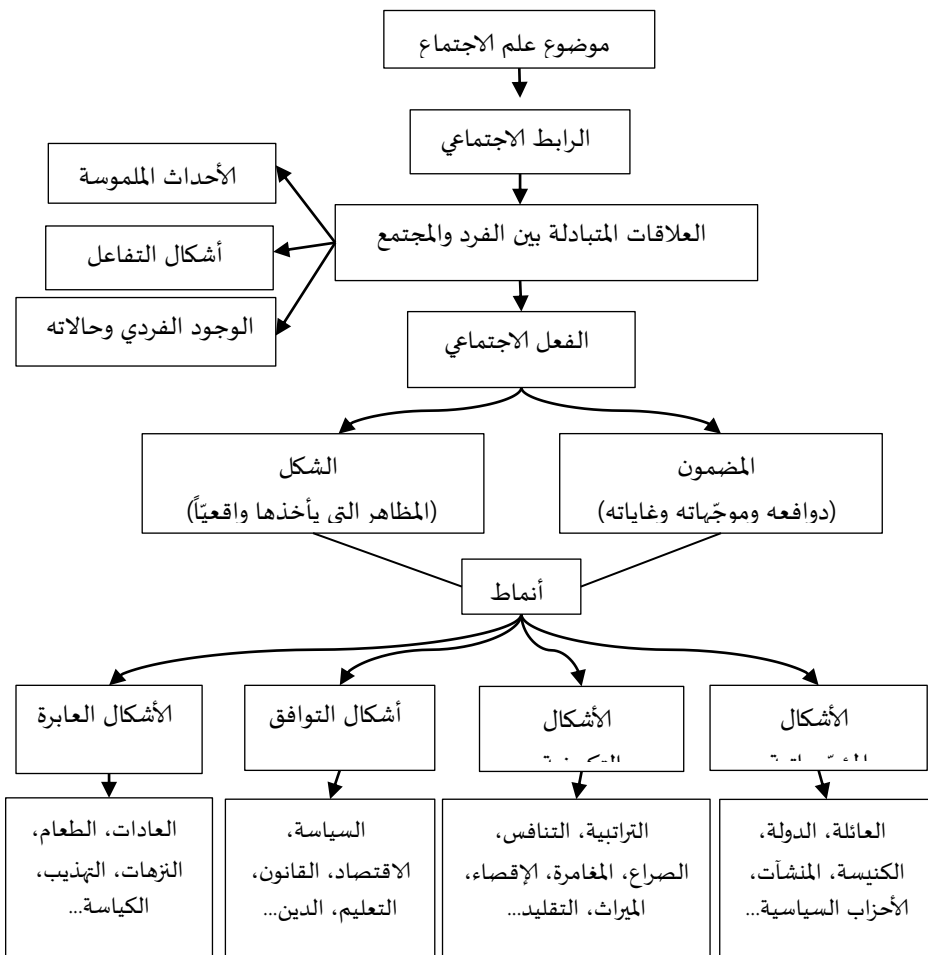 موضوع علم الاجتماع
الرابط الاجتماعي
الأحداث الملموسة
العلاقات المتبادلة بين الفرد والمجتمع
أشكال التفاعل
الوجود الفردي وحالاته
الفعل الاجتماعي
المضمون
(دوافعه وموجّهاته وغاياته)
الشكل
(المظاهر التي يأخذها واقعيّاً)
أنماط
الأشكال
الأشكال
أشكال التوافق
الأشكال العابرة
العائلة، الدولة،
الكنيسة، المنشآت،
الأحزاب السياسية...
التراتبية، التنافس،
الصراع، المغامرة، الإقصاء،
الميراث، التقليد...
السياسة،
الاقتصاد، القانون،
التعليم، الدين...
العادات، الطعام،
النزهات، التهذيب،
الكياسة...